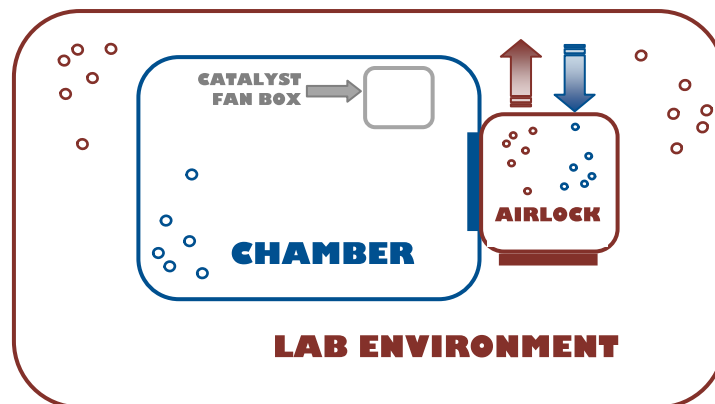 CATALYST
FAN BOX
AIRLOCK
CHAMBER
LAB ENVIRONMENT